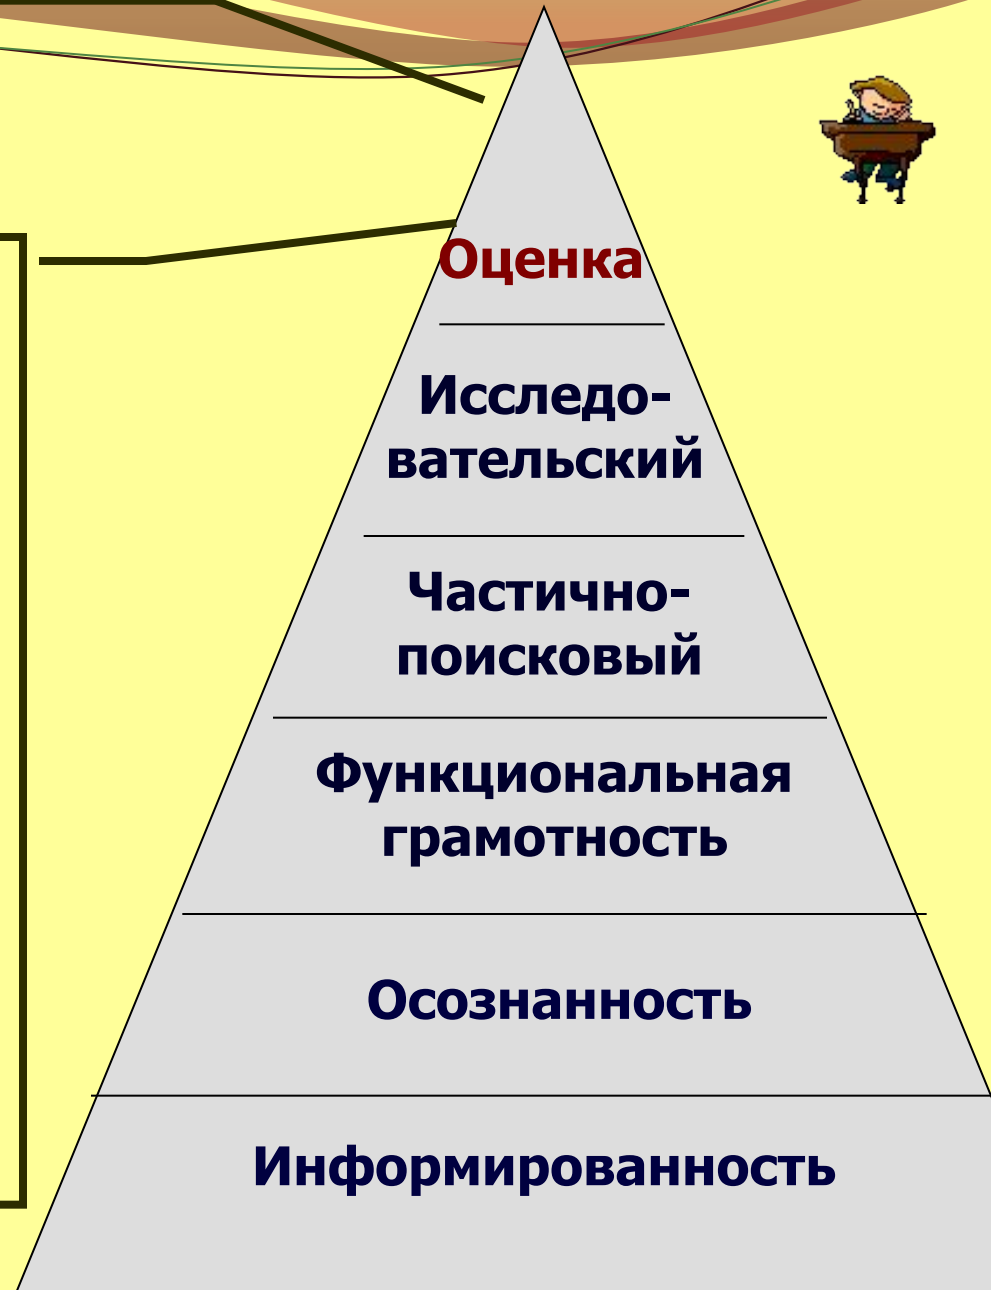 Оценка
Исследо-
вательский
Частично-
поисковый
Функциональная
грамотность
Осознанность
Информированность